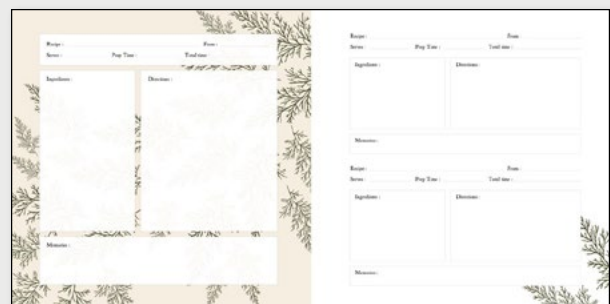 Recipe : From :
Serves : Prep Time : Total time :
Ingredients : Directions :
Memories :
Recipe : From :
Serves : Prep Time : Total time :
Ingredients : Directions :
Memories :
Recipe : From :
Serves : Prep Time : Total time :
Ingredients : Directions :
Memories :